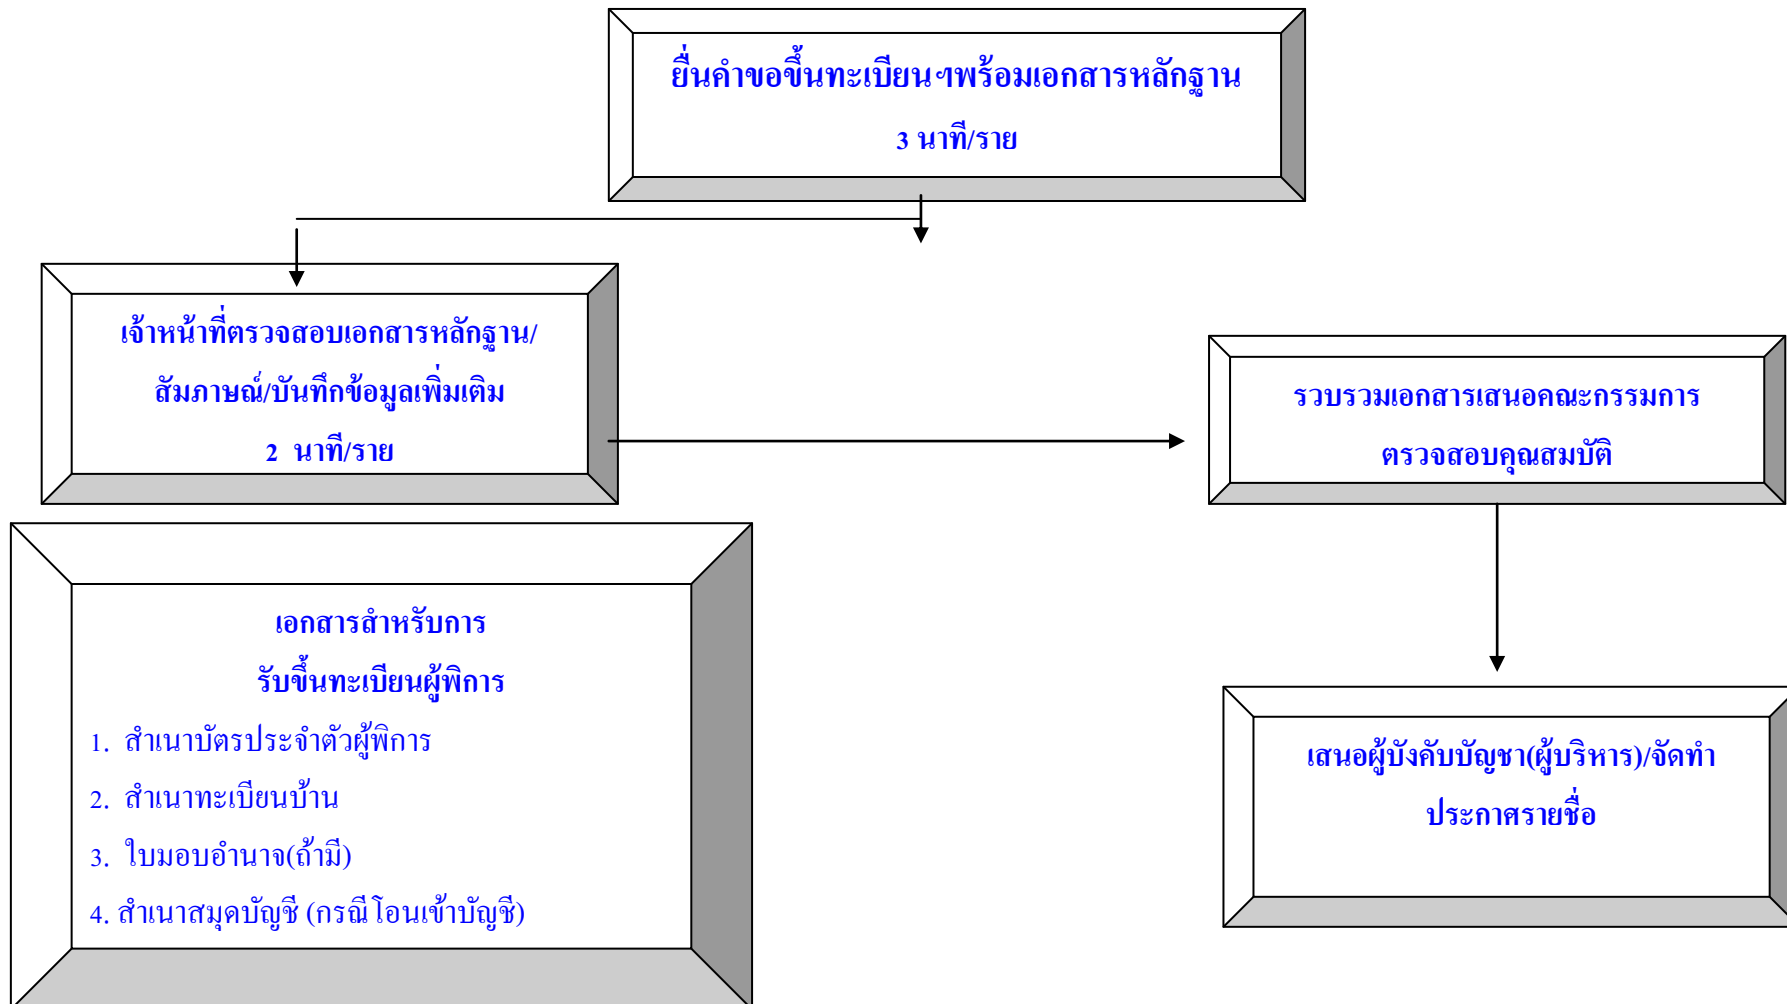 ยื่นคำขอขึ้นทะเบียนฯพร้อมเอกสารหลักฐาน
3 นาที/ราย
เจ้าหน้าที่ตรวจสอบเอกสารหลักฐาน/
สัมภาษณ์/บันทึกข้อมูลเพิ่มเติม
2 นาที/ราย
รวบรวมเอกสารเสนอคณะกรรมการ
ตรวจสอบคุณสมบัติ
เอกสารสำหรับการ
รับขึ้นทะเบียนผู้พิการ
1. สำเนาบัตรประจำตัวผู้พิการ
2. สำเนาทะเบียนบ้าน
3. ใบมอบอำนาจ(ถ้ามี)
4. สำเนาสมุดบัญชี (กรณีโอนเข้าบัญชี)
เสนอผู้บังคับบัญชา(ผู้บริหาร)/จัดทำ
ประกาศรายชื่อ